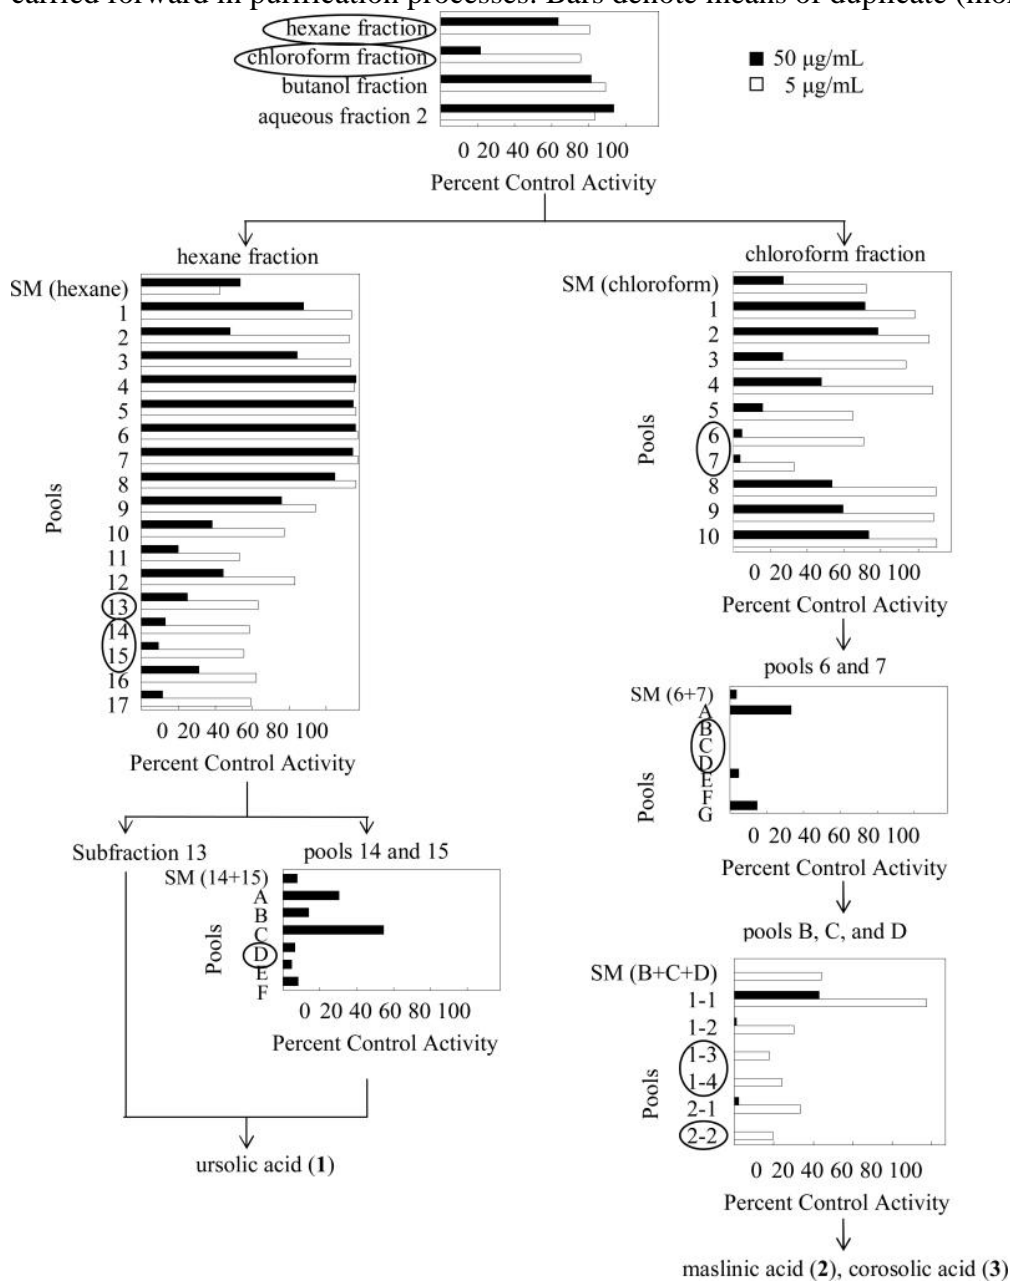 carried forward in purification processes. Bars denote means of duplicate (mo
hexane fraction
chloroform fraction
butanol fraction
aqueous fraction 2
50 μg/mL
5 μg/mL
0 20 40 60 80 100
Percent Control Activity
hexane fraction
SM (hexane)
1
2
3
4
5
6
7
8
9
10
11
12
13
14
15
16
17
Pools
0 20 40 60 80 100
Percent Control Activity
chloroform fraction
SM (chloroform)
1
2
3
4
5
6
7
8
9
10
Pools
0 20 40 60 80 100
Percent Control Activity
pools 6 and 7
SM (6+7)
A
B
C
D
E
F
G
Pools
0 20 40 60 80 100
Percent Control Activity
Subfraction 13
pools 14 and 15
SM (14+15)
A
B
C
D
E
F
Pools
0 20 40 60 80 100
Percent Control Activity
ursolic acid (1)
pools B, C, and D
SM (B+C+D)
1-1
1-2
1-3
1-4
2-1
2-2
Pools
0 20 40 60 80 100
Percent Control Activity
maslinic acid (2), corosolic acid (3)